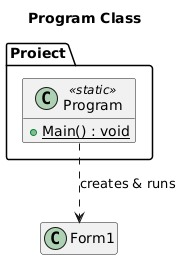 Program Class
Proiect
C
«static»
Program
Main() : void
creates & runs
C Form1